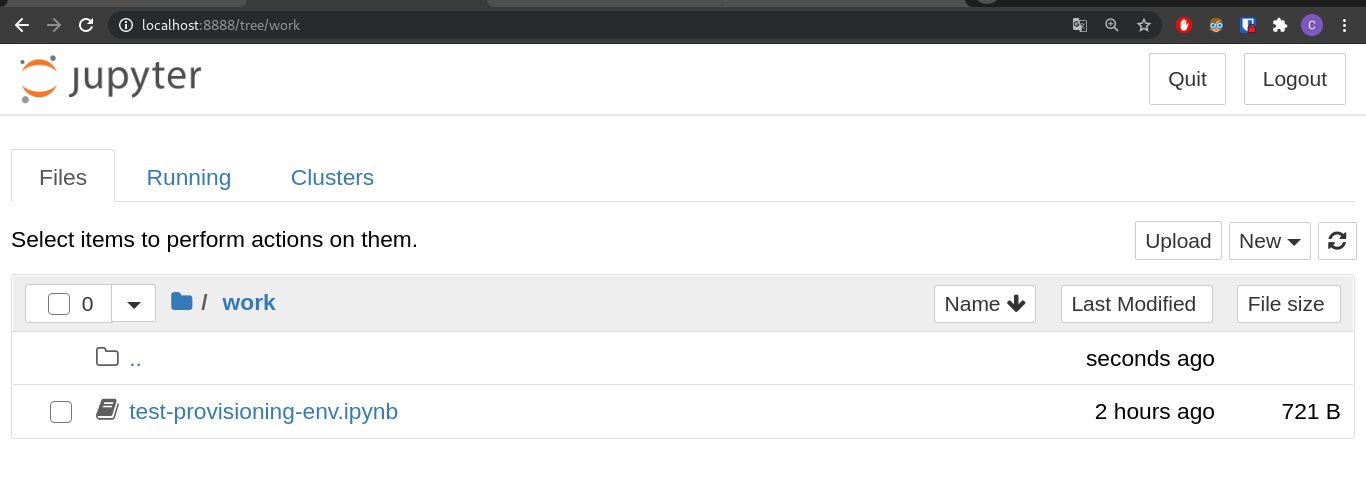 localhost:8888/tree/work
C
jupyter
Quit
Logout
Files
Running
Clusters
Select items to perform actions on them.
Upload
New
0
/ work
Name
Last Modified
File size
..
seconds ago
test-provisioning-env.ipynb
2 hours ago
721 B